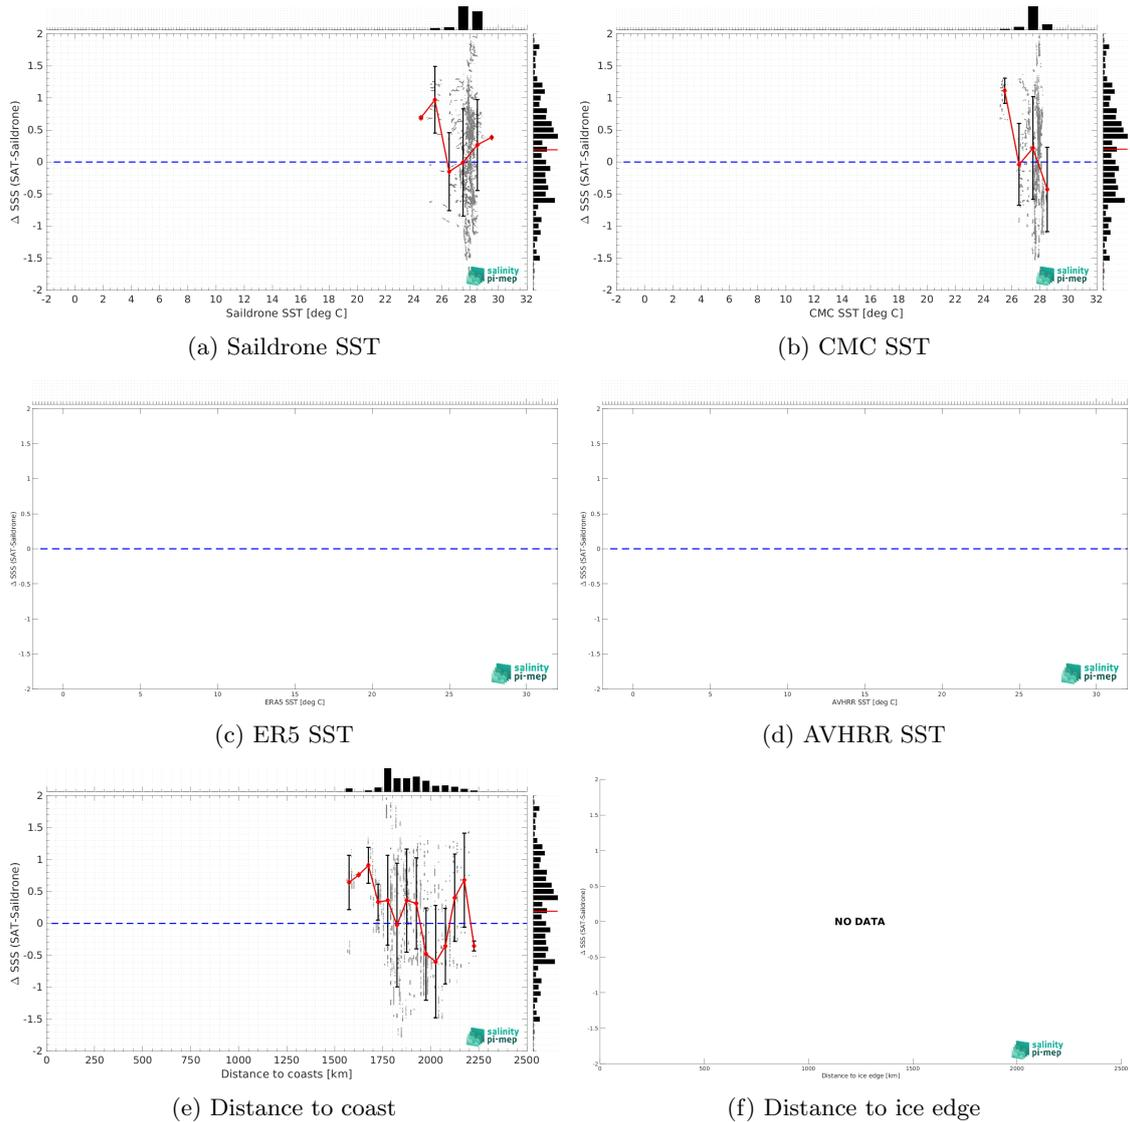 2
1.5
1
0.5
0
-0.5
-1
-1.5
-2
Δ SSS (SAT-Saildrone)
-2 0 2 4 6 8 10 12 14 16 18 20 22 24 26 28 30 32
Saildrone SST [deg C]
salinity
pi-mep
(a) Saildrone SST
2
1.5
1
0.5
0
-0.5
-1
-1.5
-2
Δ SSS (SAT-Saildrone)
-2 0 2 4 6 8 10 12 14 16 18 20 22 24 26 28 30 32
CMC SST [deg C]
salinity
pi-mep
(b) CMC SST
2
1.5
1
0.5
0
-0.5
-1
-1.5
-2
Δ SSS (SAT-Saildrone)
0 5 10 15 20 25 30
ERA5 SST [deg C]
salinity
pi-mep
(c) ER5 SST
2
1.5
1
0.5
0
-0.5
-1
-1.5
-2
Δ SSS (SAT-Saildrone)
0 5 10 15 20 25 30
AVHRR SST [deg C]
salinity
pi-mep
(d) AVHRR SST
2
1.5
1
0.5
0
-0.5
-1
-1.5
-2
Δ SSS (SAT-Saildrone)
0 250 500 750 1000 1250 1500 1750 2000 2250 2500
Distance to coasts [km]
salinity
pi-mep
(e) Distance to coast
2
1.5
1
0.5
0
-0.5
-1
-1.5
-2
Δ SSS (SAT-Saildrone)
NO DATA
0 500 1000 1500 2000 2500
Distance to ice edge [km]
salinity
pi-mep
(f) Distance to ice edge